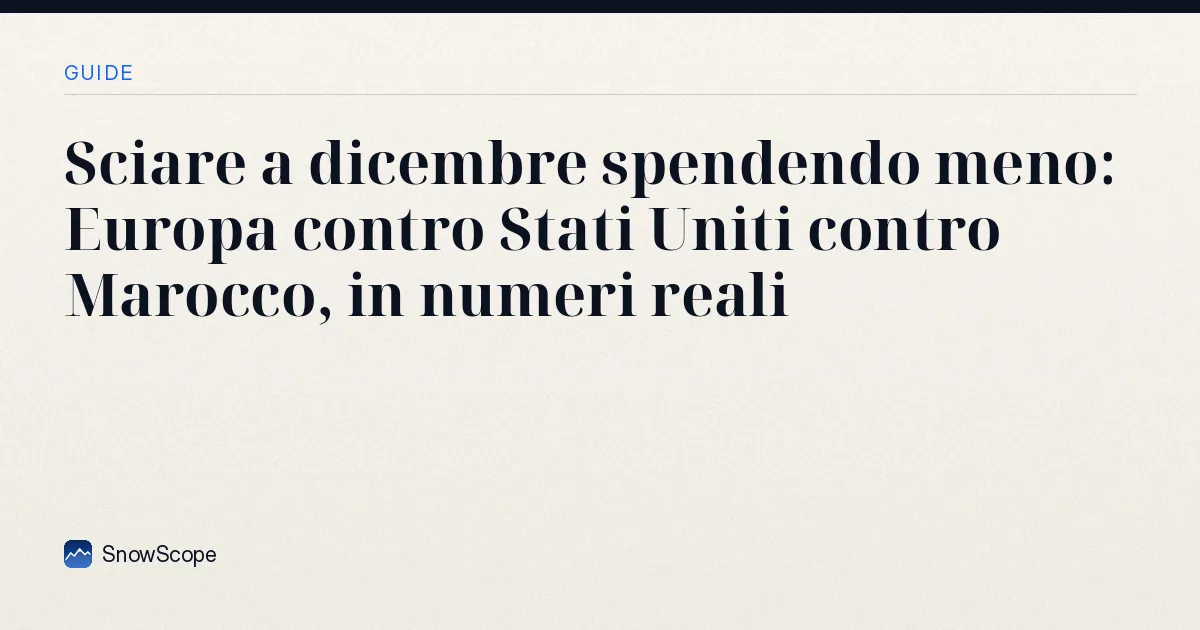 GUIDE
Sciare a dicembre spendendo meno:
Europa contro Stati Uniti contro
Marocco, in numeri reali
SnowScope